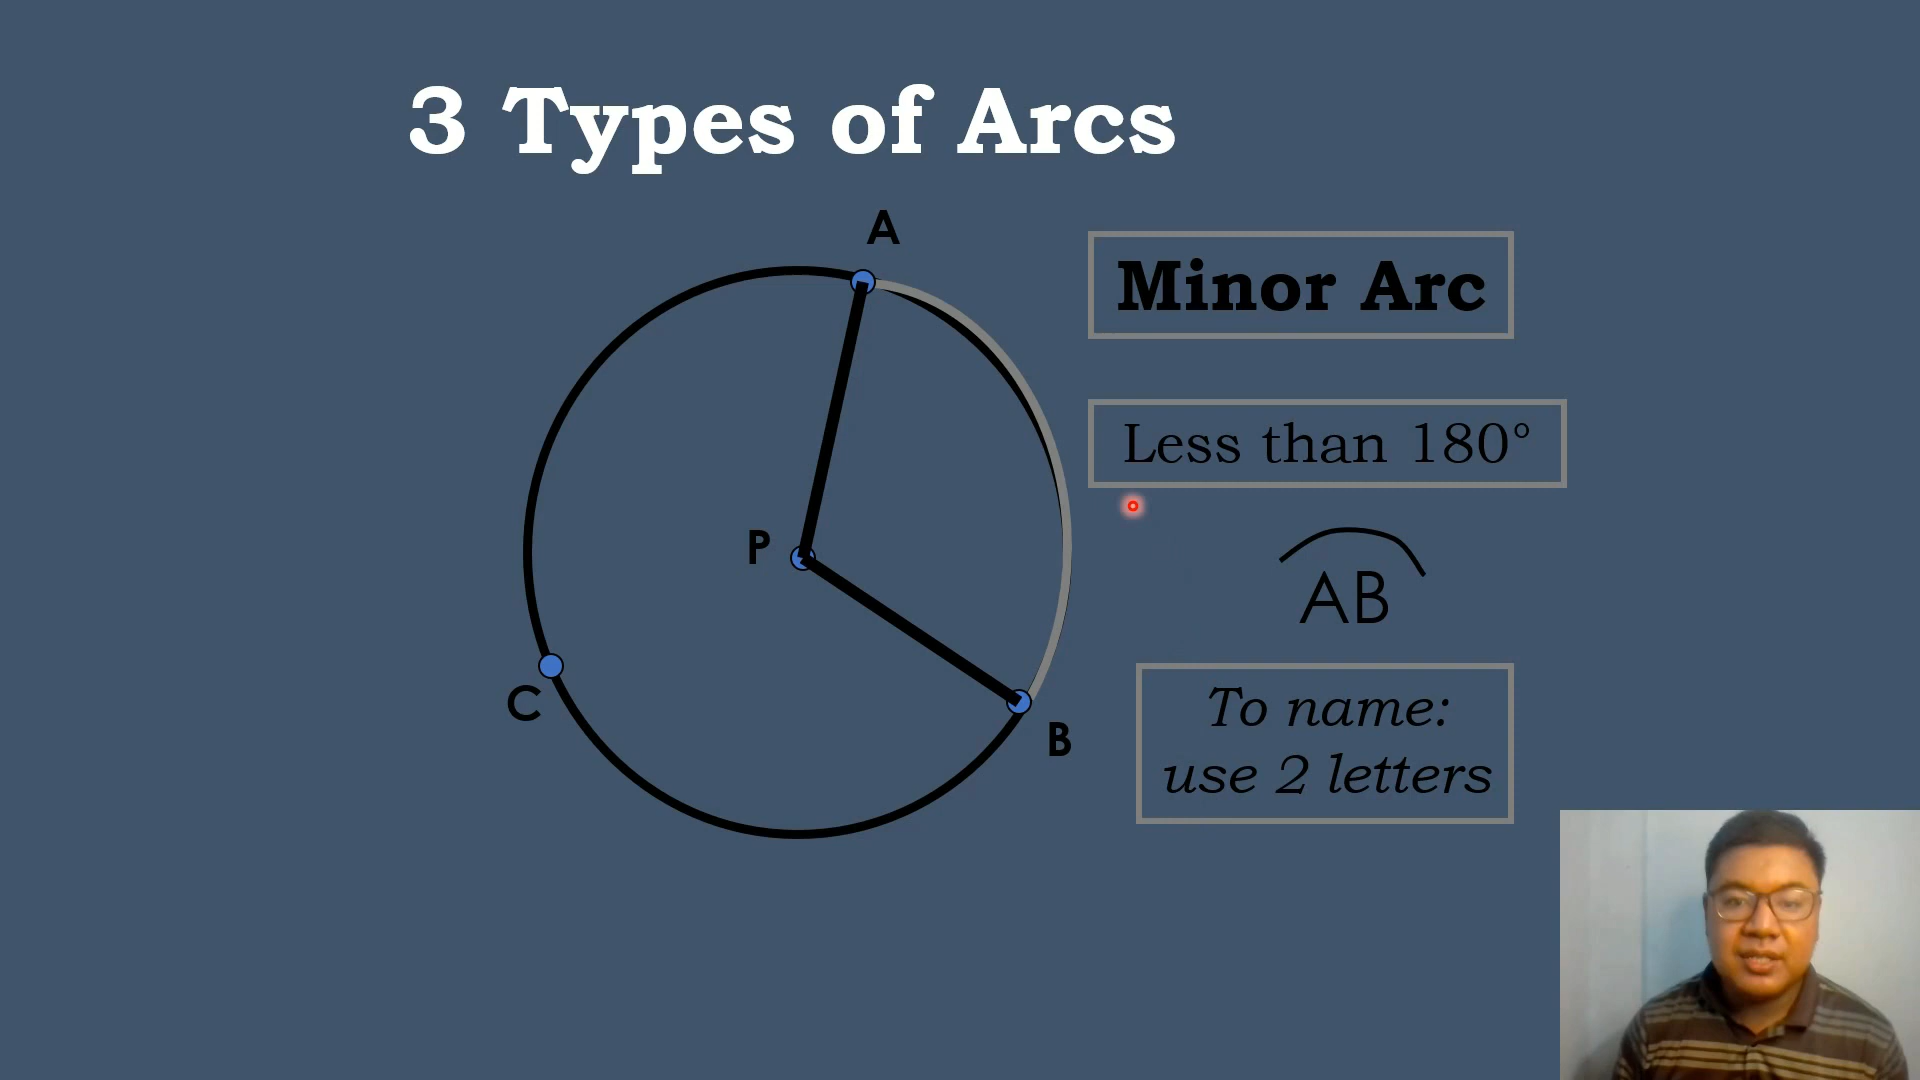 3 Types of Arcs
A
Minor Arc
Less than 180°
P
AB
C
B
To name:
use 2 letters